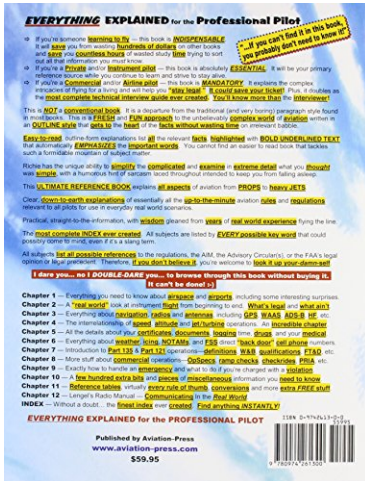 EVERYTHING EXPLAINED for the Professional Pilot
"...If you can't find it in this book,
you probably don't need to know it!"
If you're someone learning to fly — this book is INDISPENSABLE
It will save you from wasting hundreds of dollars on other books
and save you countless hours of wasted study time trying to sort
out all that information you must know.
If you're a Private and/or Instrument pilot — this book is absolutely ESSENTIAL. It will be your primary
reference source while you continue to learn and strive to stay alive.
If you're a Commercial and/or Airline pilot — this book is MANDATORY. It explains the complex
intricacies of flying for a living and will help you "stay legal." It could save your ticket! Plus, it doubles as
the most complete technical interview guide ever created. You'll know more than the Interviewer!
This is NOT a conventional book. It is a departure from the traditional (and very boring) paragraph style found
in most books. This is a FRESH and FUN approach to the unbelievably complex world of aviation written in
an OUTLINE style that gets to the heart of the facts without wasting time on irrelevant babble.
Easy-to-read, outline-form explanations list all the relevant facts, highlighted with BOLD UNDERLINED TEXT
that automatically EMPHASIZES the important words. You cannot find an easier to read book that tackles
such a formidable mountain of subject matter.
Richie has the unique ability to simplify the complicated and examine in extreme detail what you thought
was simple, with a humorous hint of sarcasm laced throughout intended to keep you from falling asleep.
This ULTIMATE REFERENCE BOOK explains all aspects of aviation from PROPS to heavy JETS.
Clear, down-to-earth explanations of essentially all the up-to-the-minute aviation rules and regulations
relevant to all pilots for use in everyday real world scenarios.
Practical, straight-to-the-information, with wisdom gleaned from years of real world experience flying the line.
The most complete INDEX ever created. All subjects are listed by EVERY possible key word that could
possibly come to mind, even if it's a slang term.
All subjects list all possible references to the regulations, the AIM, the Advisory Circular(s), or the FAA's legal
opinion or legal precedent. Therefore, if you don't believe it, you're welcome to look it up your-damn-self.
I dare you... no I DOUBLE-DARE you... to browse through this book without buying it.
It can't be done! :-)
Chapter 1 — Everything you need to know about airspace and airports, including some interesting surprises.
Chapter 2 — A "real world" look at instrument flight from beginning to end. What's legal and what ain't.
Chapter 3 — Everything about navigation, radios and antennas, including GPS, WAAS, ADS-B, HF, etc.
Chapter 4 — The interrelationship of speed, altitude and jet/turbine operations. An incredible chapter
Chapter 5 — All the details about your certificates, documents, logging time, drugs, and your medical
Chapter 6 — Everything about weather, icing, NOTAMs, and FSS direct "back door" cell phone numbers.
Chapter 7 — Introduction to Part 135 & Part 121 operations—definitions, W&B, qualifications, FT&D, etc.
Chapter 8 — More stuff about commercial operations—OpSpecs, ramp checks, checkrides, PRIA, etc.
Chapter 9 — Exactly how to handle an emergency and what to do if you're charged with a violation
Chapter 10 — A few hundred extra bits and pieces of miscellaneous information you need to know
Chapter 11 — Reference tables, virtually every rule of thumb, conversions and more extra FREE stuff
Chapter 12 — Lengel's Radio Manual — Communicating in the Real World
INDEX — Without a doubt... the finest index ever created. Find anything INSTANTLY!
EVERYTHING EXPLAINED for the PROFESSIONAL PILOT
Published by Aviation-Press
www.aviation-press.com
$59.95
ISBN 0-9742613-0-0
55995
9 780974 261300